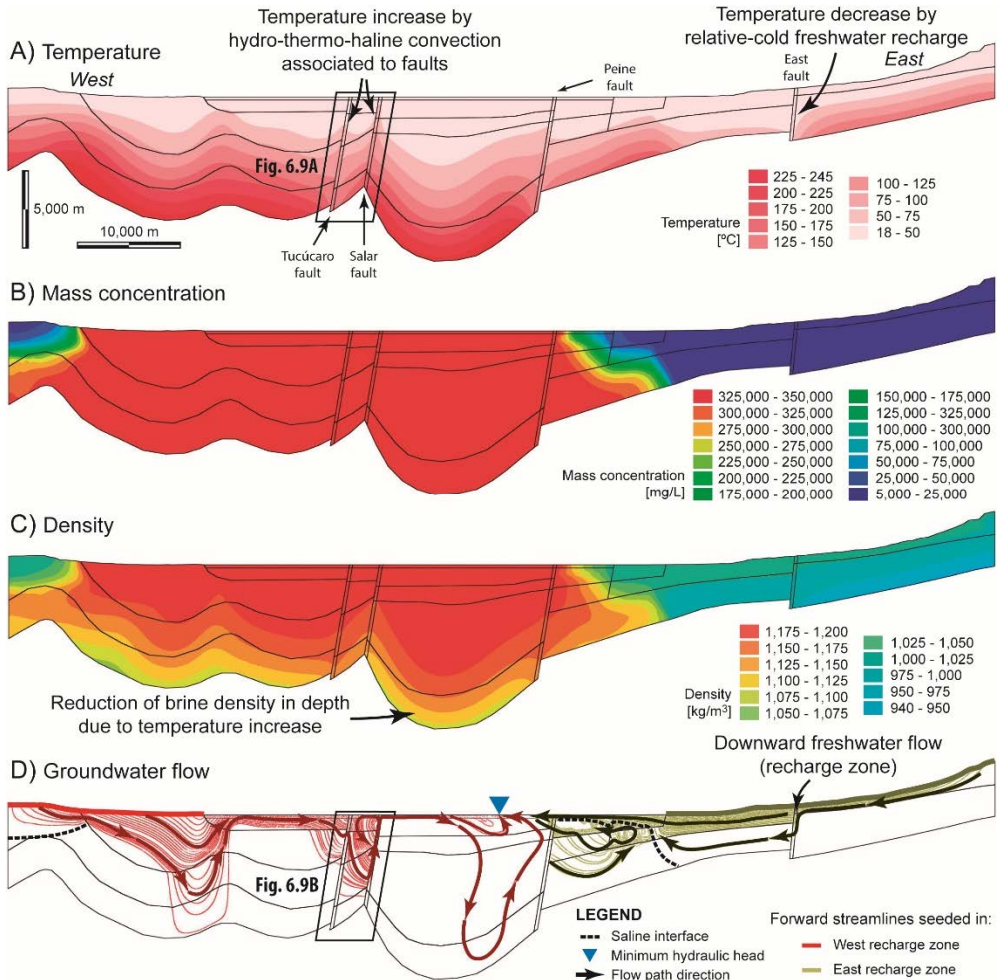 A) Temperature
West
Temperature increase by
hydro-thermo-haline convection
associated to faults
Temperature decrease by
relative-cold freshwater recharge
Peine
fault
East
fault
East
Fig. 6.9A
5,000 m
10,000 m
Tucúcaro
fault
Salar
fault
Temperature
[ºC]
225 - 245
200 - 225
175 - 200
150 - 175
125 - 150
100 - 125
75 - 100
50 - 75
18 - 50
B) Mass concentration
Mass concentration
[mg/L]
325,000 - 350,000
300,000 - 325,000
275,000 - 300,000
250,000 - 275,000
225,000 - 250,000
200,000 - 225,000
175,000 - 200,000
150,000 - 175,000
125,000 - 325,000
100,000 - 300,000
75,000 - 100,000
50,000 - 75,000
25,000 - 50,000
5,000 - 25,000
C) Density
Reduction of brine density in depth
due to temperature increase
Density
[kg/m³]
1,175 - 1,200
1,150 - 1,175
1,125 - 1,150
1,100 - 1,125
1,075 - 1,100
1,050 - 1,075
1,025 - 1,050
1,000 - 1,025
975 - 1,000
950 - 975
940 - 950
D) Groundwater flow
Downward freshwater flow
(recharge zone)
Fig. 6.9B
LEGEND
Saline interface
Minimum hydraulic head
Flow path direction
Forward streamlines seeded in:
West recharge zone
East recharge zone